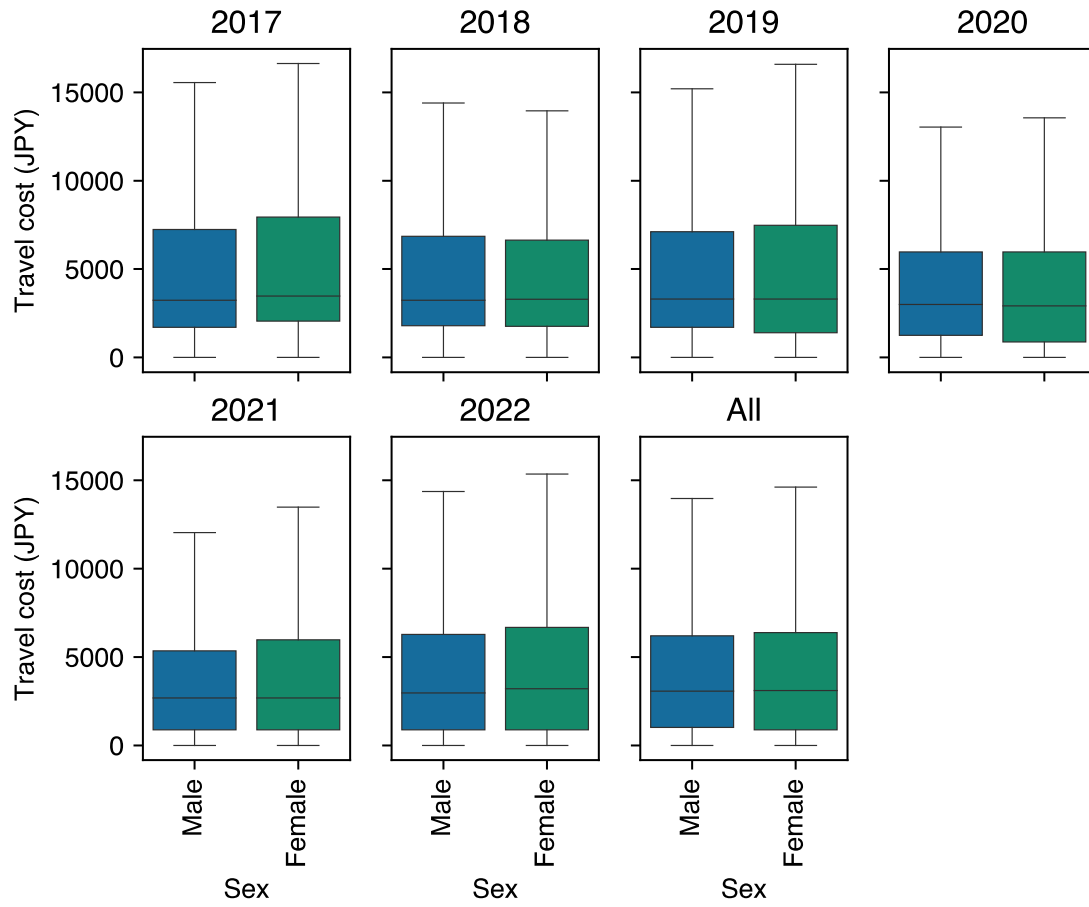 2017 2018 2019 2020
Travel cost (JPY)
15000
10000
5000
0
2021 2022 All
Travel cost (JPY)
15000
10000
5000
0
Male Female Male Female Male Female
Sex Sex Sex